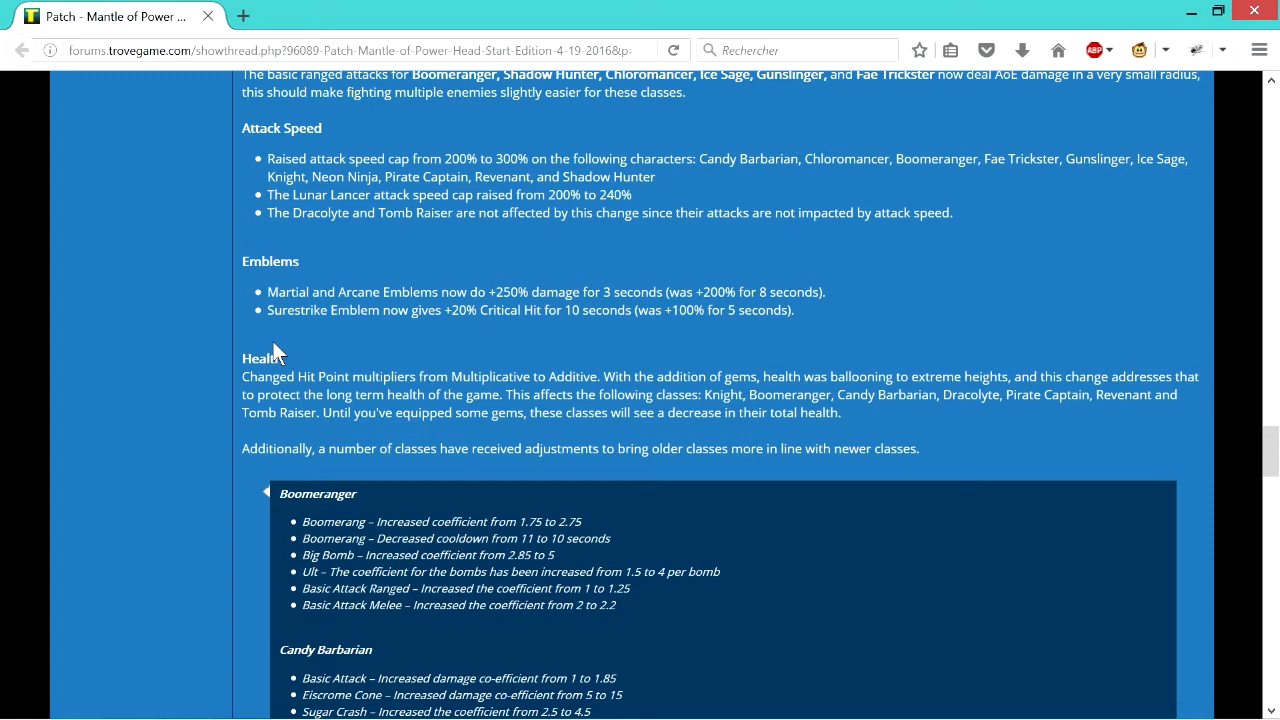 Patch - Mantle of Power ...
forums.trovegame.com/showthread.php?96089-Patch-Mantle-of-Power-Head-Start-Edition-4-19-2016&p=
Rechercher
ABP
The basic ranged attacks for Boomeranger, Shadow Hunter, Chloromancer, Ice Sage, Gunslinger, and Fae Trickster now deal AoE damage in a very small radius,
this should make fighting multiple enemies slightly easier for these classes.
Attack Speed
Raised attack speed cap from 200% to 300% on the following characters: Candy Barbarian, Chloromancer, Boomeranger, Fae Trickster, Gunslinger, Ice Sage,
Knight, Neon Ninja, Pirate Captain, Revenant, and Shadow Hunter
The Lunar Lancer attack speed cap raised from 200% to 240%
The Dracolyte and Tomb Raiser are not affected by this change since their attacks are not impacted by attack speed.
Emblems
Martial and Arcane Emblems now do +250% damage for 3 seconds (was +200% for 8 seconds).
Surestrike Emblem now gives +20% Critical Hit for 10 seconds (was +100% for 5 seconds).
Health
Changed Hit Point multipliers from Multiplicative to Additive. With the addition of gems, health was ballooning to extreme heights, and this change addresses that
to protect the long term health of the game. This affects the following classes: Knight, Boomeranger, Candy Barbarian, Dracolyte, Pirate Captain, Revenant and
Tomb Raiser. Until you've equipped some gems, these classes will see a decrease in their total health.
Additionally, a number of classes have received adjustments to bring older classes more in line with newer classes.
Boomeranger
Boomerang – Increased coefficient from 1.75 to 2.75
Boomerang – Decreased cooldown from 11 to 10 seconds
Big Bomb – Increased coefficient from 2.85 to 5
Ult – The coefficient for the bombs has been increased from 1.5 to 4 per bomb
Basic Attack Ranged – Increased the coefficient from 1 to 1.25
Basic Attack Melee – Increased the coefficient from 2 to 2.2
Candy Barbarian
Basic Attack – Increased damage co-efficient from 1 to 1.85
Eiscrome Cone – Increased damage co-efficient from 5 to 15
Sugar Crash – Increased the coefficient from 2.5 to 4.5